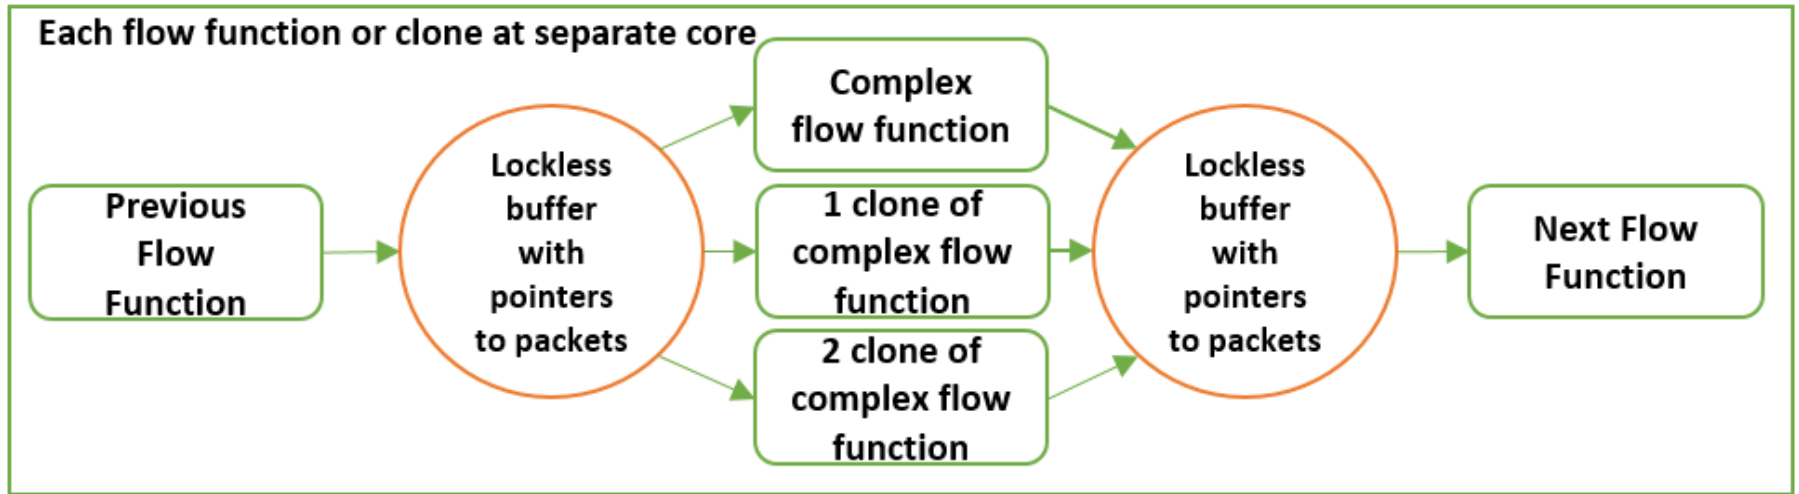 Each flow function or clone at separate core
Previous
Flow
Function
Lockless
buffer
with
pointers
to packets
Complex
flow function
1 clone of
complex flow
function
2 clone of
complex flow
function
Lockless
buffer
with
pointers
to packets
Next Flow
Function